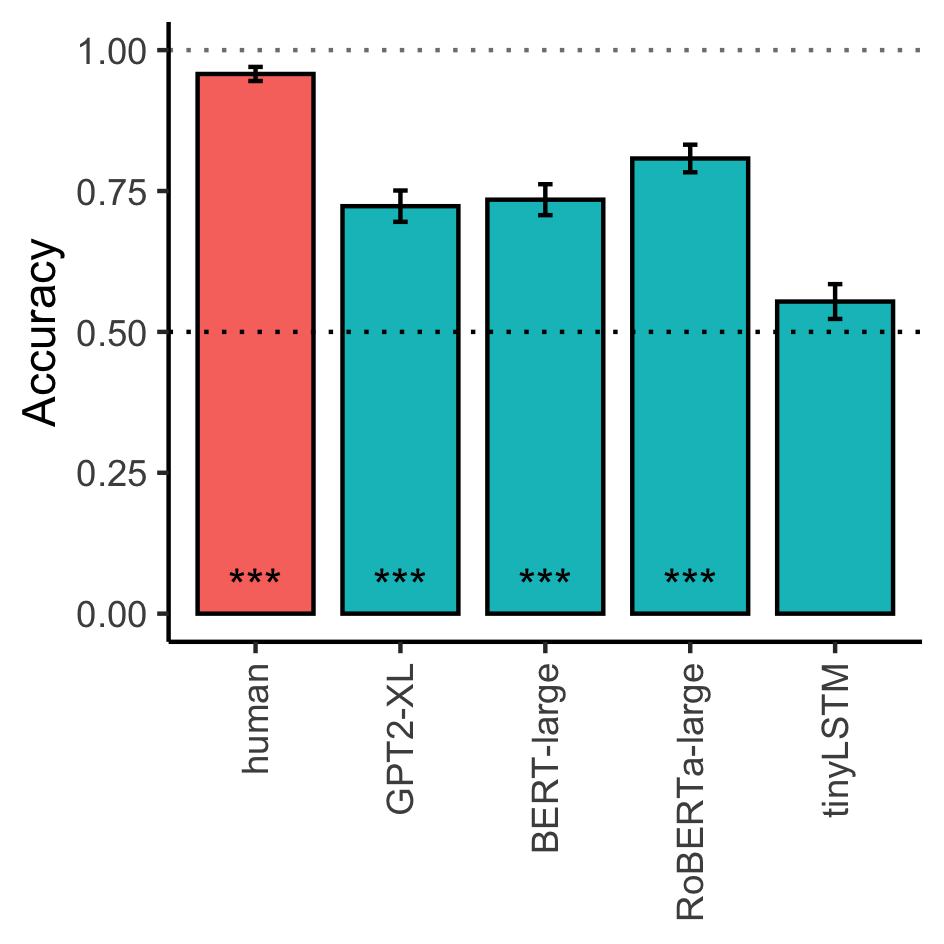 Accuracy
1.00
0.75
0.50
0.25
0.00
*** *** *** ***
human
GPT2-XL
BERT-large
RoBERTa-large
tinyLSTM